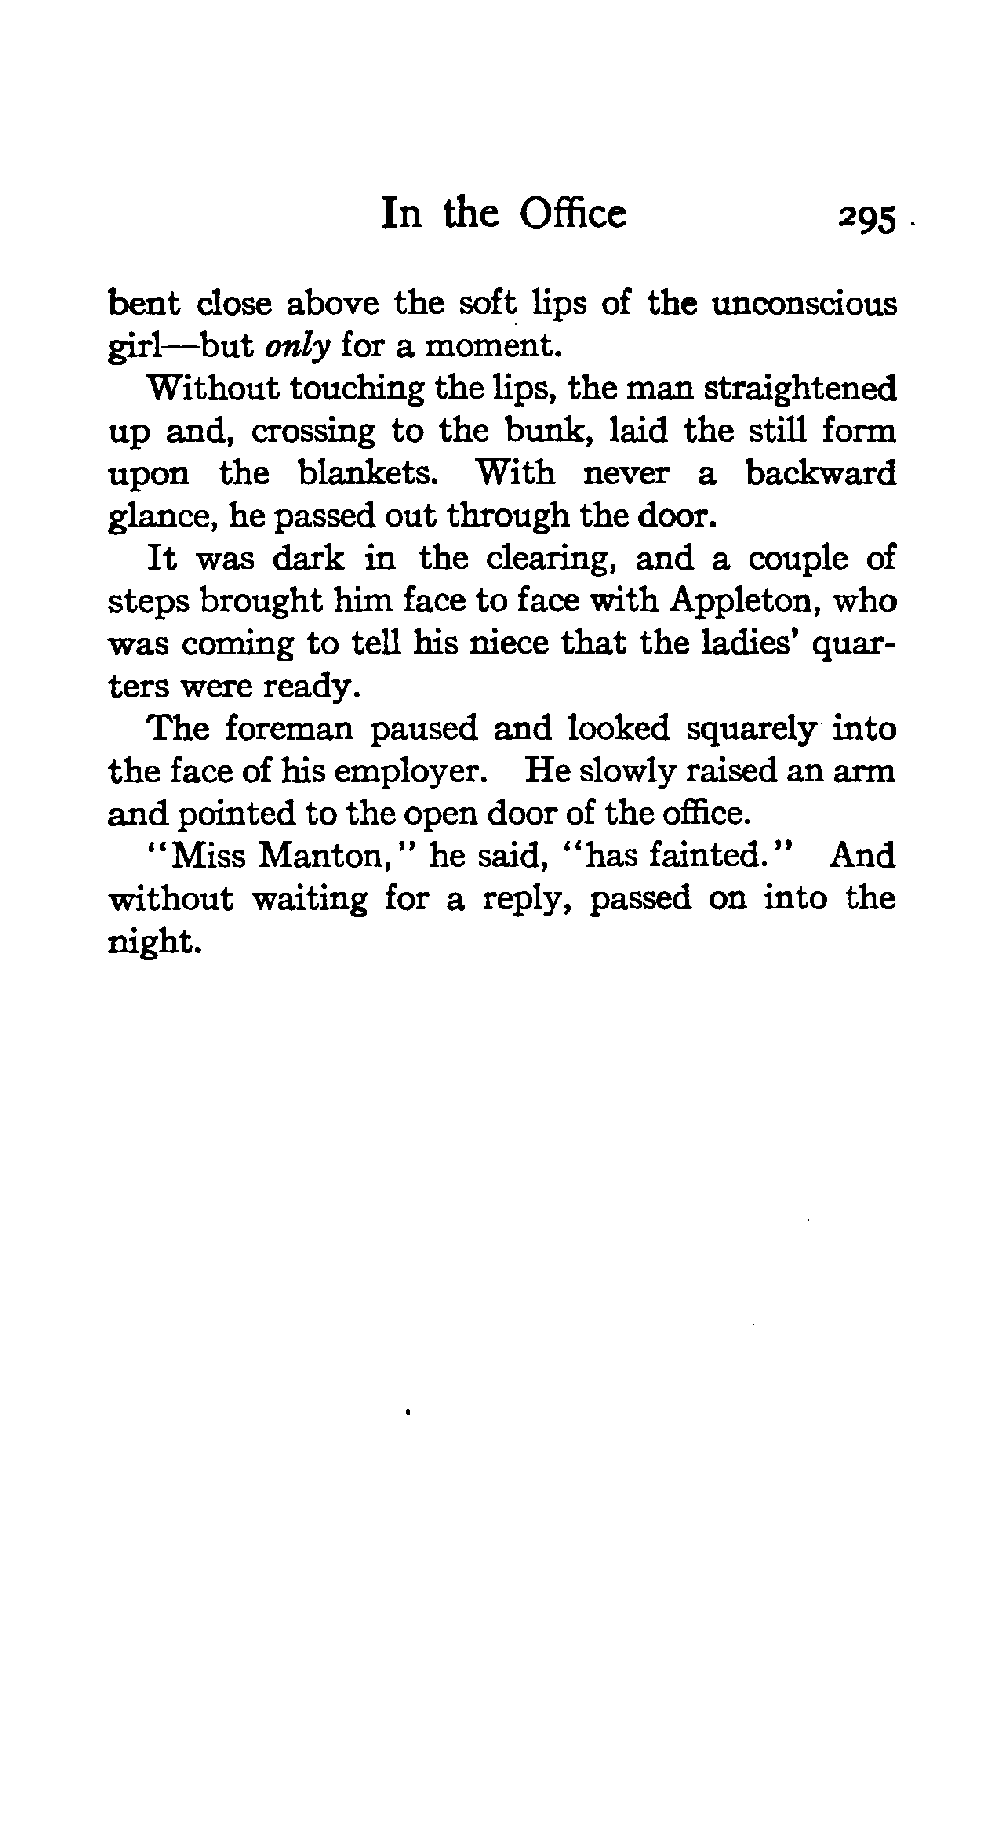 In the Office 295
bent close above the soft lips of the unconscious
girl—but only for a moment.
Without touching the lips, the man straightened
up and, crossing to the bunk, laid the still form
upon the blankets. With never a backward
glance, he passed out through the door.
It was dark in the clearing, and a couple of
steps brought him face to face with Appleton, who
was coming to tell his niece that the ladies' quar-
ters were ready.
The foreman paused and looked squarely into
the face of his employer. He slowly raised an arm
and pointed to the open door of the office.
"Miss Manton," he said, "has fainted." And
without waiting for a reply, passed on into the
night.